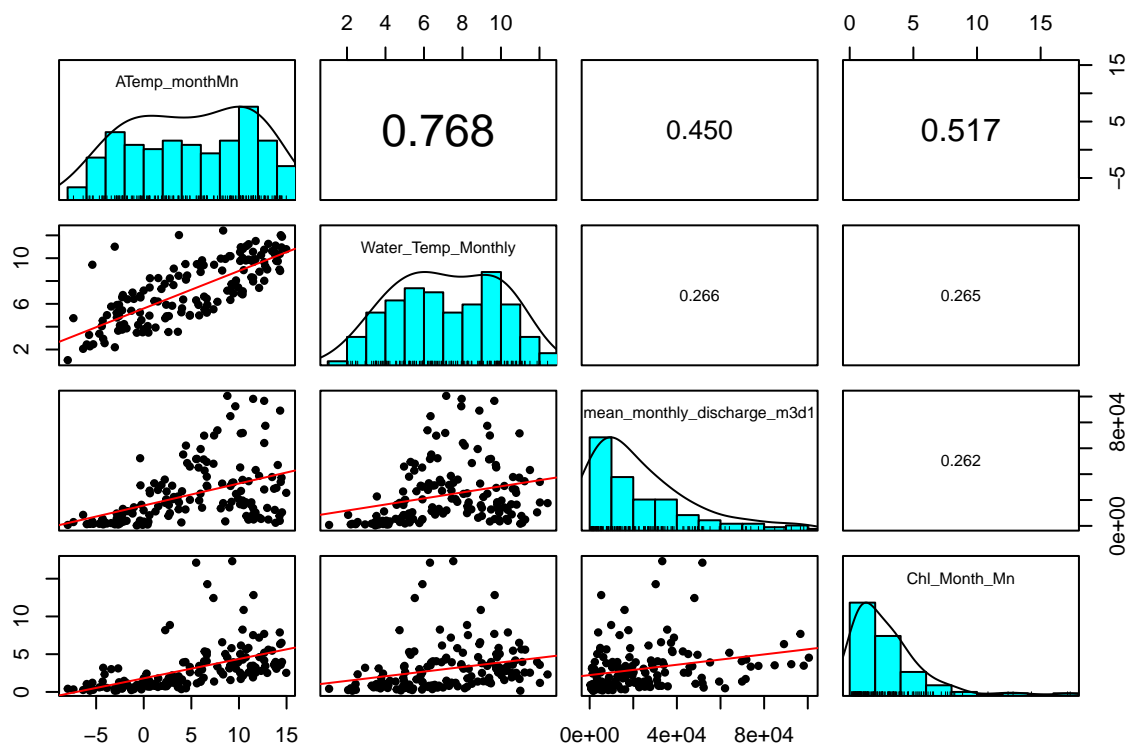 2 4 6 8 10
0 5 10 15
ATemp_monthMn
0.768
0.450
0.517
−5 5 15
2 6 10
Water_Temp_Monthly
0.266
0.265
mean_monthly_discharge_m3d1
0.262
0e+00 8e+04
0 5 10
Chl_Month_Mn
−5 0 5 10 15
0e+00 4e+04 8e+04